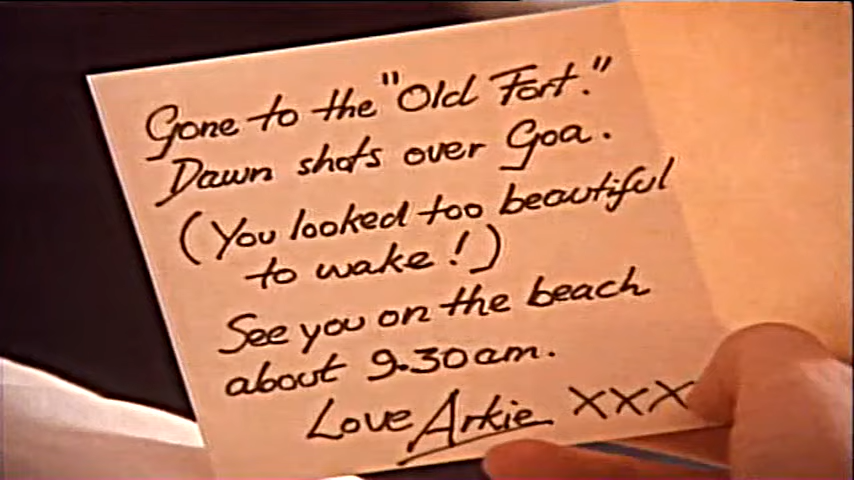 Gone to the "Old Fort."
Dawn shots over Goa.
(You looked too beautiful
to wake!)
See you on the beach
about 9.30am.
Love Arkie XXX